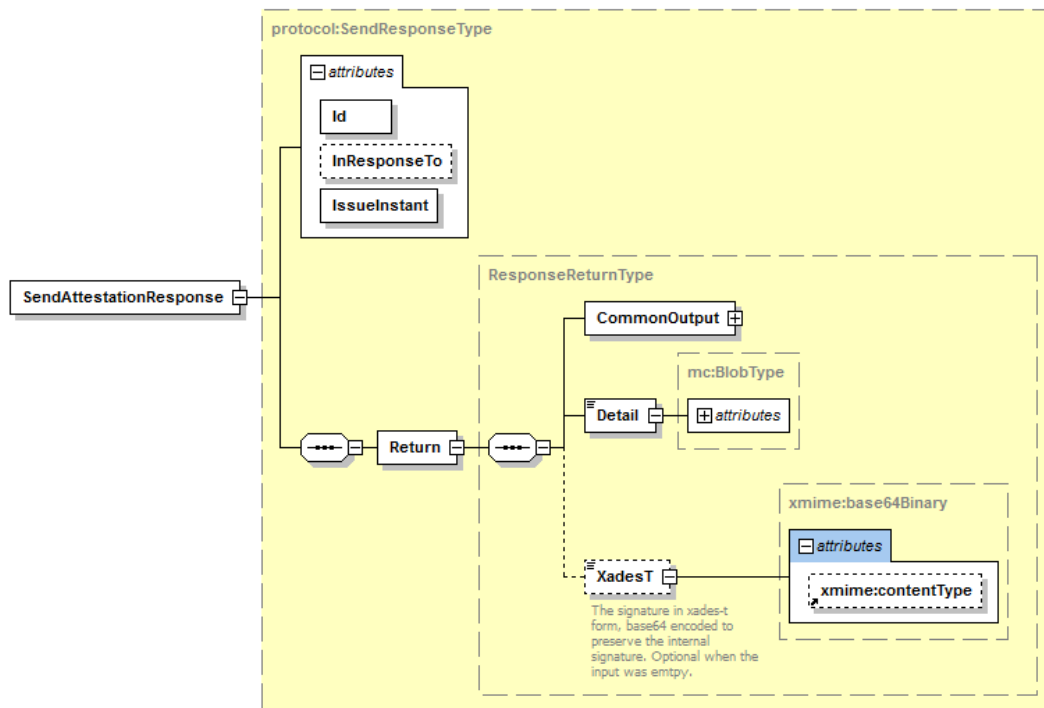 protocol:SendResponseType
attributes
Id
InResponseTo
IssueInstant
SendAttestationResponse
ResponseReturnType
CommonOutput
mc:BlobType
Detail
attributes
Return
xmime:base64Binary
attributes
xmime:contentType
XadesT
The signature in xades-t
form, base64 encoded to
preserve the internal
signature. Optional when the
input was emtpy.